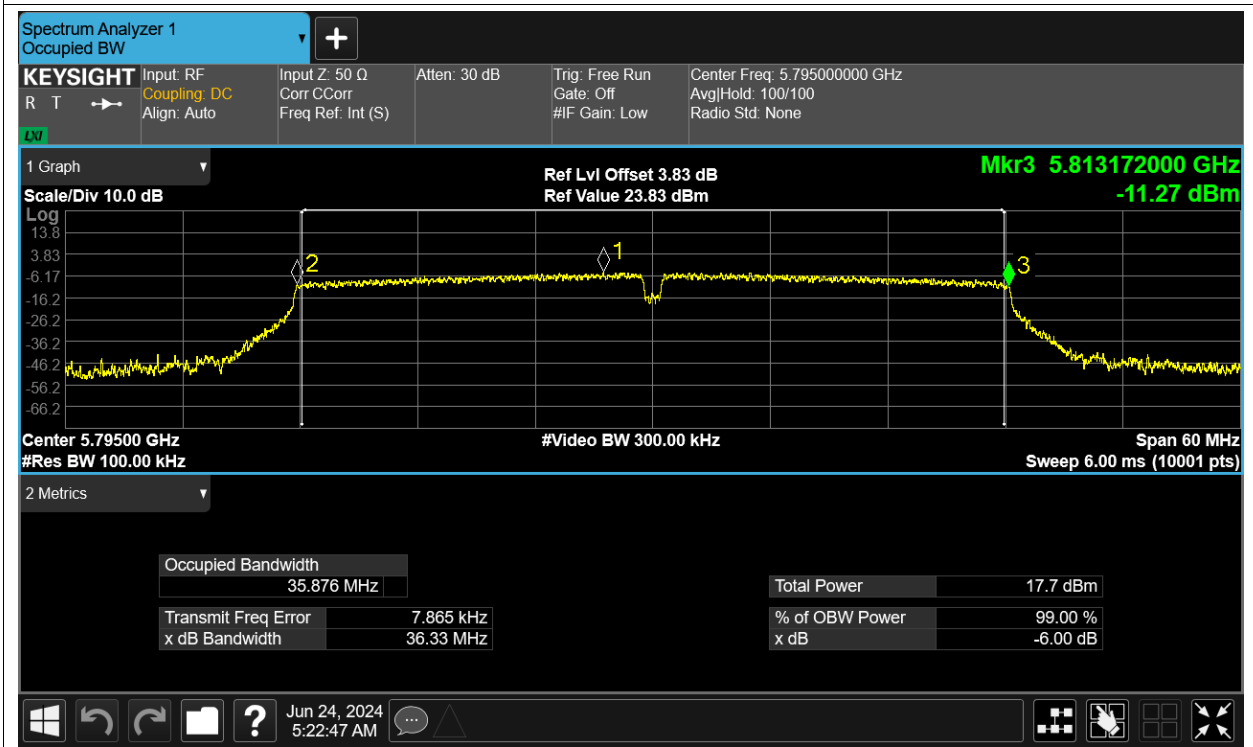 Spectrum Analyzer 1
Occupied BW
KEYSIGHT
R T
LXI
Input: RF
Coupling: DC
Align: Auto
Input Z: 50 Ω
Corr CCorr
Freq Ref: Int (S)
Atten: 30 dB
Trig: Free Run
Gate: Off
#IF Gain: Low
Center Freq: 5.795000000 GHz
Avg|Hold: 100/100
Radio Std: None
1 Graph
Scale/Div 10.0 dB
Ref Lvl Offset 3.83 dB
Ref Value 23.83 dBm
Mkr3 5.813172000 GHz
-11.27 dBm
Log
13.8
3.83
-6.17
-16.2
-26.2
-36.2
-46.2
-56.2
-66.2
2
1
3
Center 5.79500 GHz
#Res BW 100.00 kHz
#Video BW 300.00 kHz
Span 60 MHz
Sweep 6.00 ms (10001 pts)
2 Metrics
Occupied Bandwidth
35.876 MHz
Transmit Freq Error 7.865 kHz
x dB Bandwidth 36.33 MHz
Total Power 17.7 dBm
% of OBW Power 99.00 %
x dB -6.00 dB
?
Jun 24, 2024
5:22:47 AM